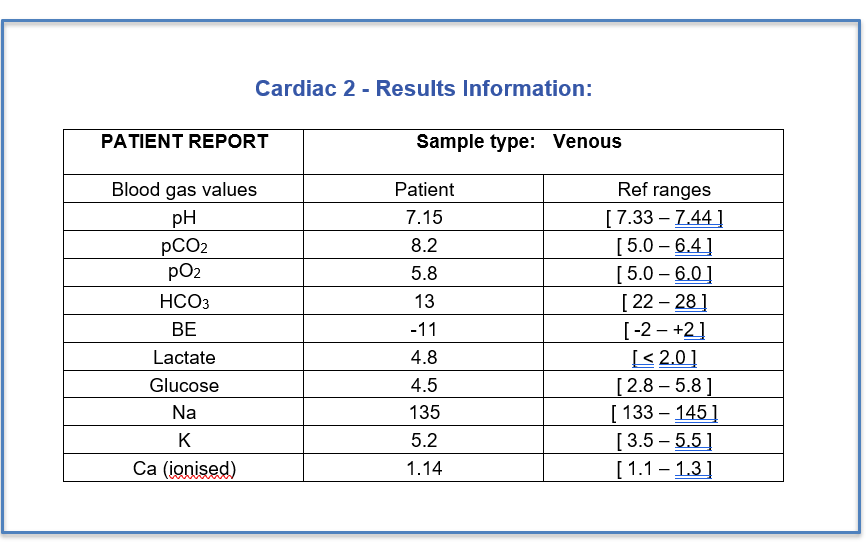 Cardiac 2 - Results Information:
PATIENT REPORT Sample type: Venous
Blood gas values Patient Ref ranges
pH 7.15 [ 7.33 – 7.44 ]
pCO2 8.2 [ 5.0 – 6.4 ]
pO2 5.8 [ 5.0 – 6.0 ]
HCO3 13 [ 22 – 28 ]
BE -11 [ -2 – +2 ]
Lactate 4.8 [ < 2.0 ]
Glucose 4.5 [ 2.8 – 5.8 ]
Na 135 [ 133 – 145 ]
K 5.2 [ 3.5 – 5.5 ]
Ca (ionised) 1.14 [ 1.1 – 1.3 ]